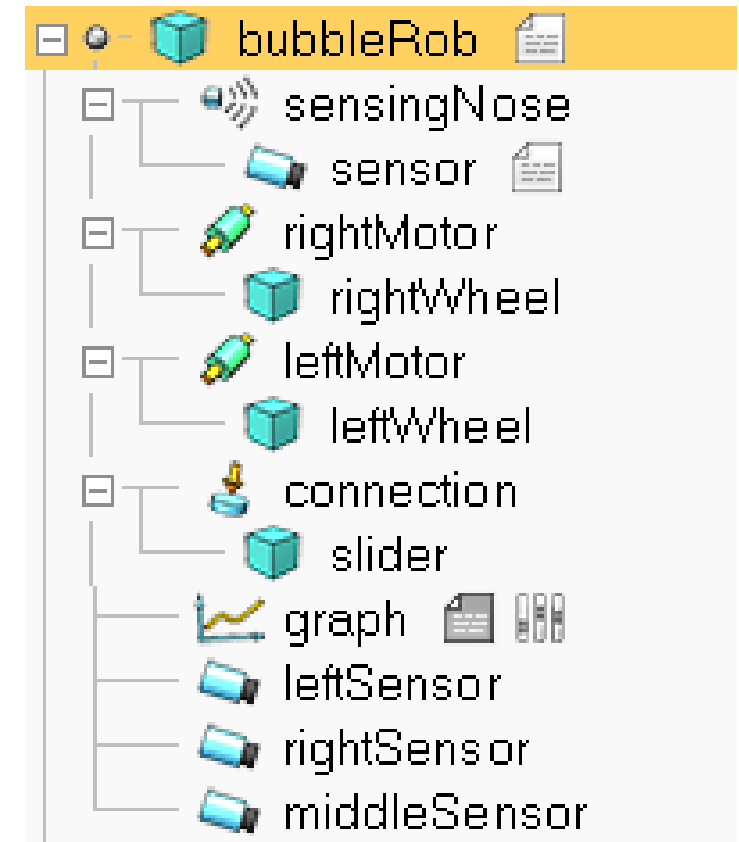 bubbleRob
sensingNose
sensor
rightMotor
rightWheel
leftMotor
leftWheel
connection
slider
graph
leftSensor
rightSensor
middleSensor